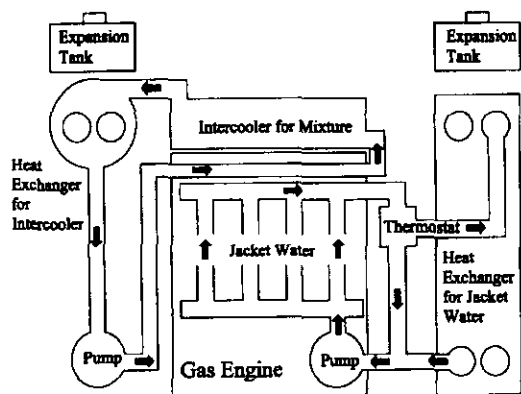 Expansion
Tank
Expansion
Tank
Intercooler for Mixture
Heat
Exchanger
for
Intercooler
Thermostat
Jacket Water
Heat
Exchanger
for Jacket
Water
Pump
Gas Engine
Pump